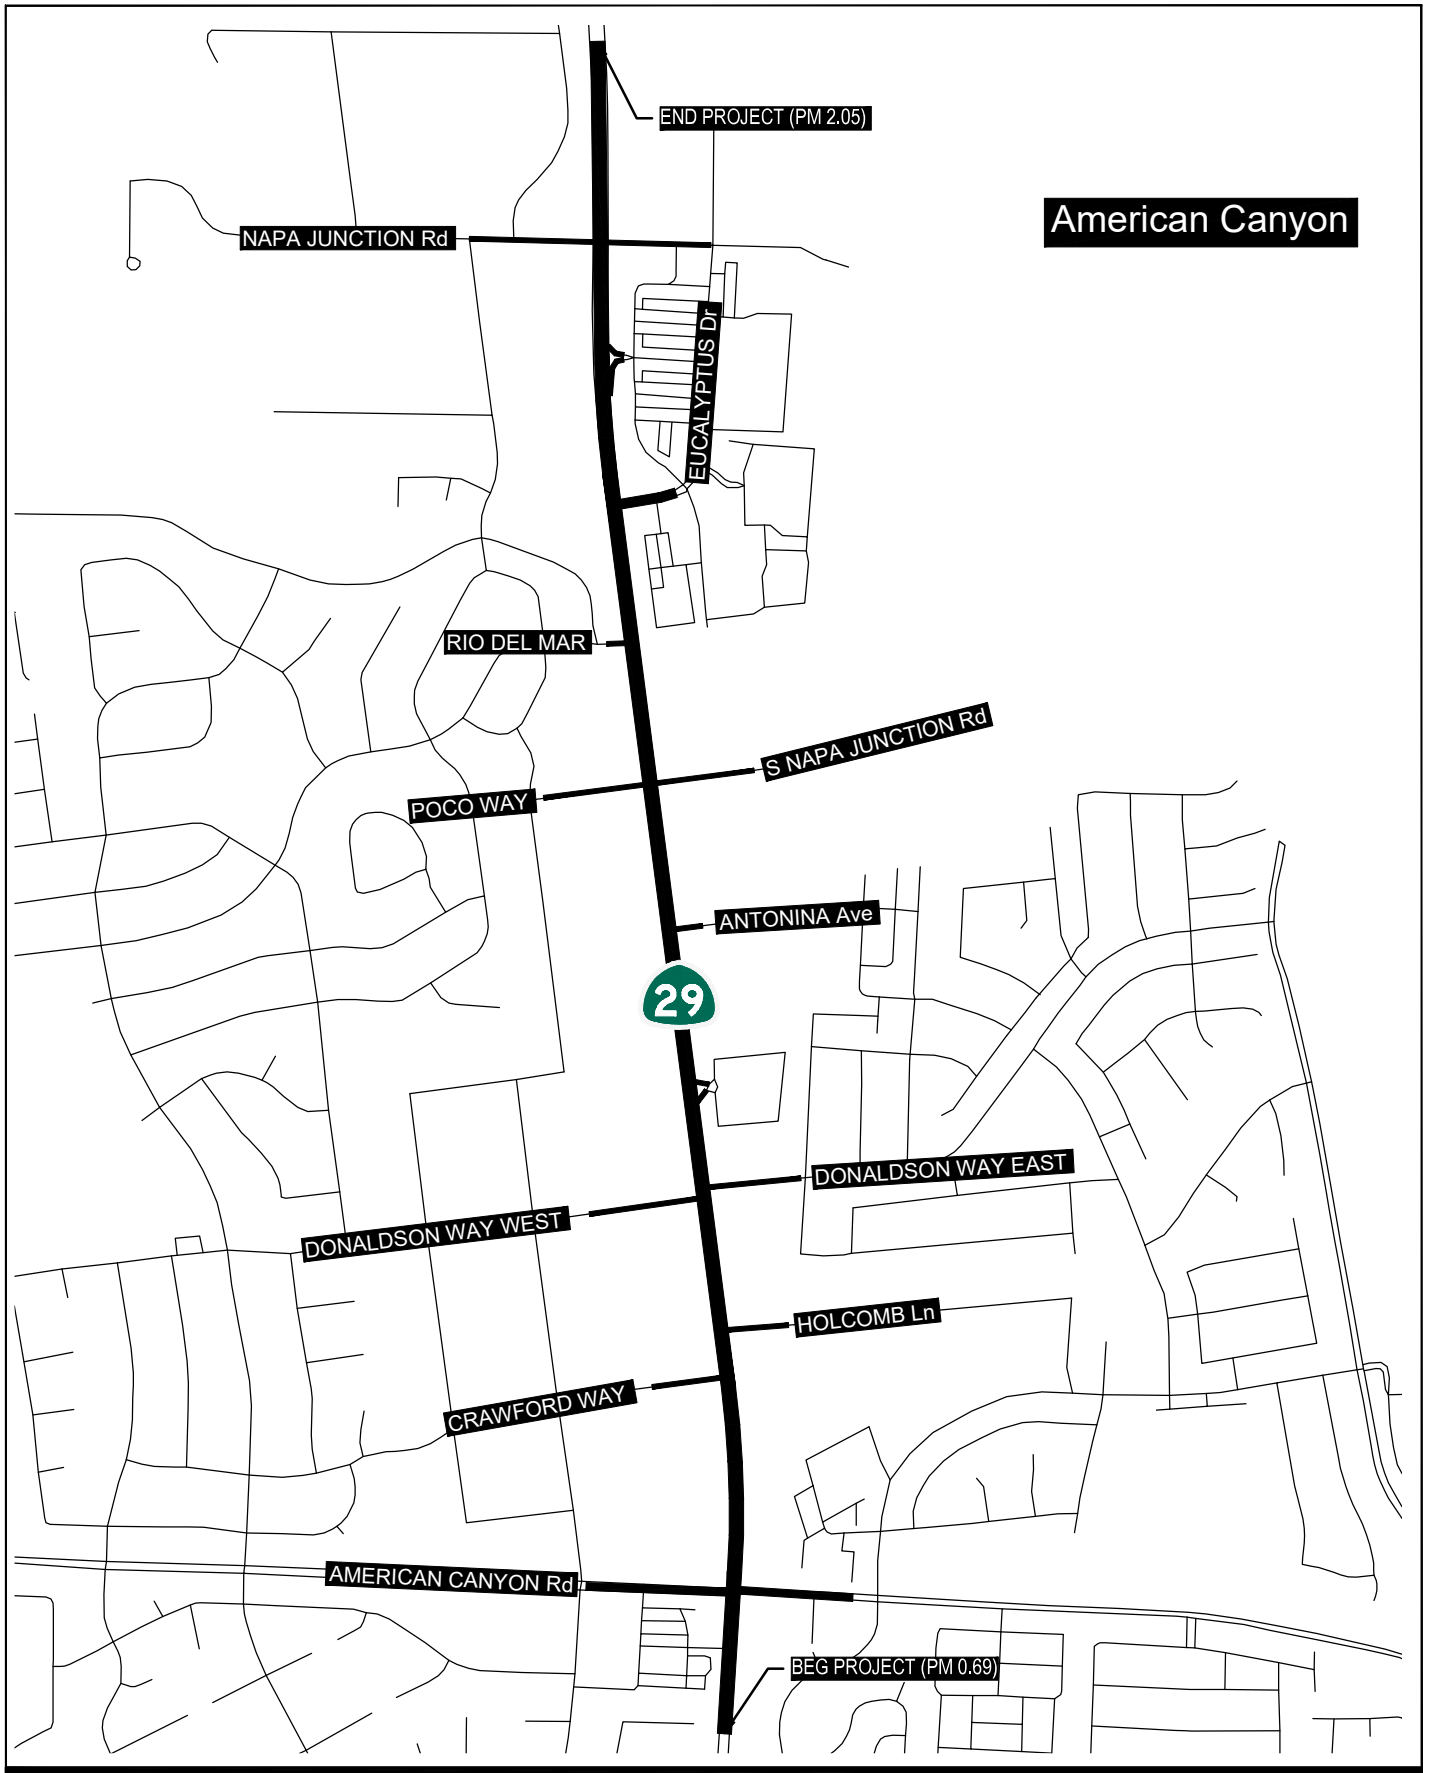 END PROJECT (PM 2.05)
American Canyon
NAPA JUNCTION Rd
EUCALYPTUS Dr
RIO DEL MAR
S NAPA JUNCTION Rd
POCO WAY
ANTONINA Ave
29
DONALDSON WAY EAST
DONALDSON WAY WEST
HOLCOMB Ln
CRAWFORD WAY
AMERICAN CANYON Rd
BEG PROJECT (PM 0.69)